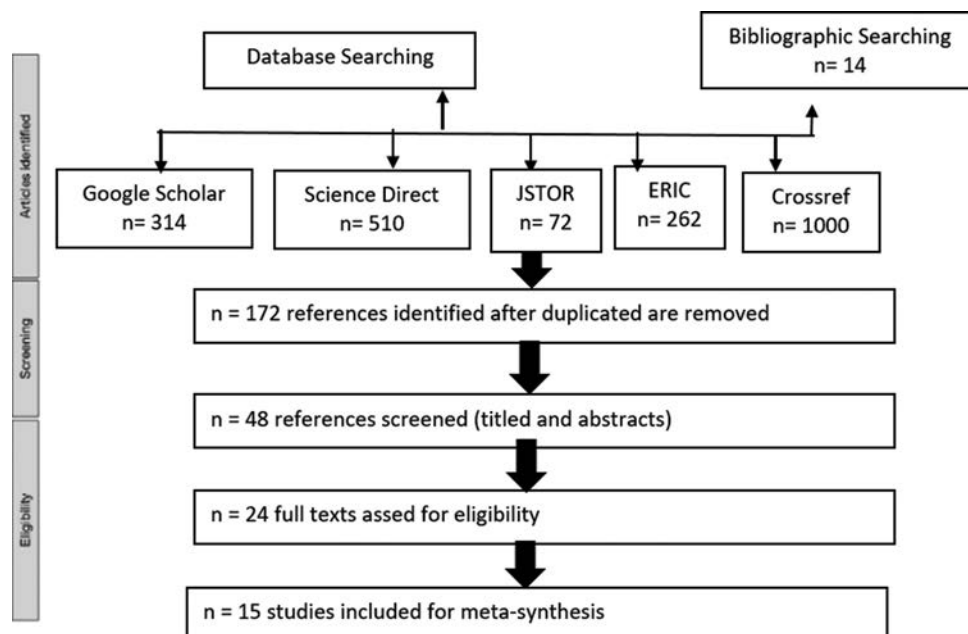 Database Searching
Bibliographic Searching
n= 14
Articles identified
Google Scholar
n= 314
Science Direct
n= 510
JSTOR
n= 72
ERIC
n= 262
Crossref
n= 1000
Screening
n = 172 references identified after duplicated are removed
n = 48 references screened (titled and abstracts)
Eligibility
n = 24 full texts assed for eligibility
n = 15 studies included for meta-synthesis